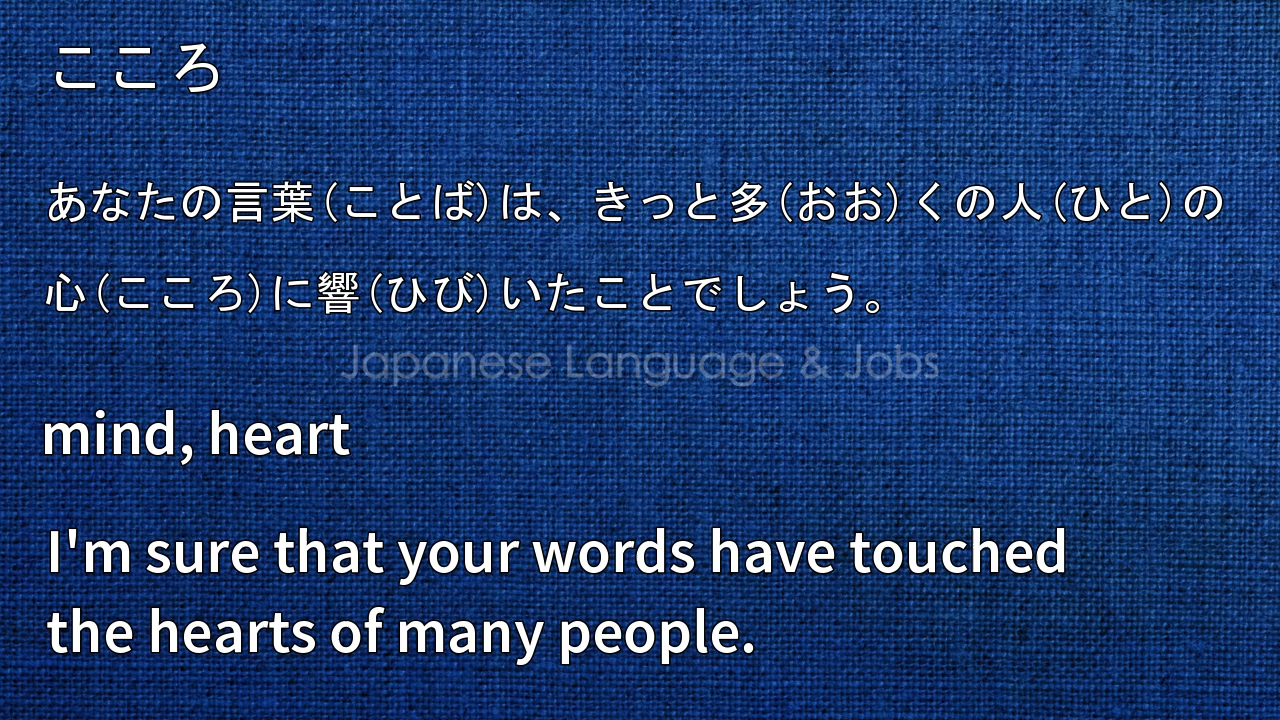 こころ
あなたの言葉（ことば）は、きっと多（おお）くの人（ひと）の
心（こころ）に響（ひび）いたことでしょう。
Japanese Language & Jobs
mind, heart
I'm sure that your words have touched
the hearts of many people.